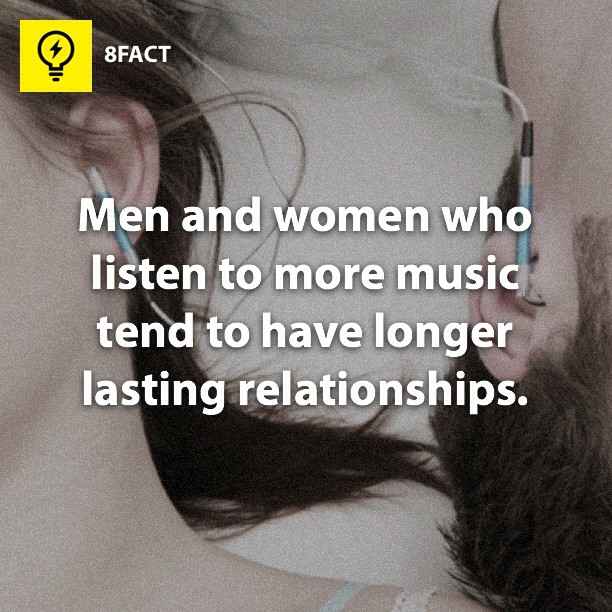 8FACT
Men and women who
listen to more music
tend to have longer
lasting relationships.